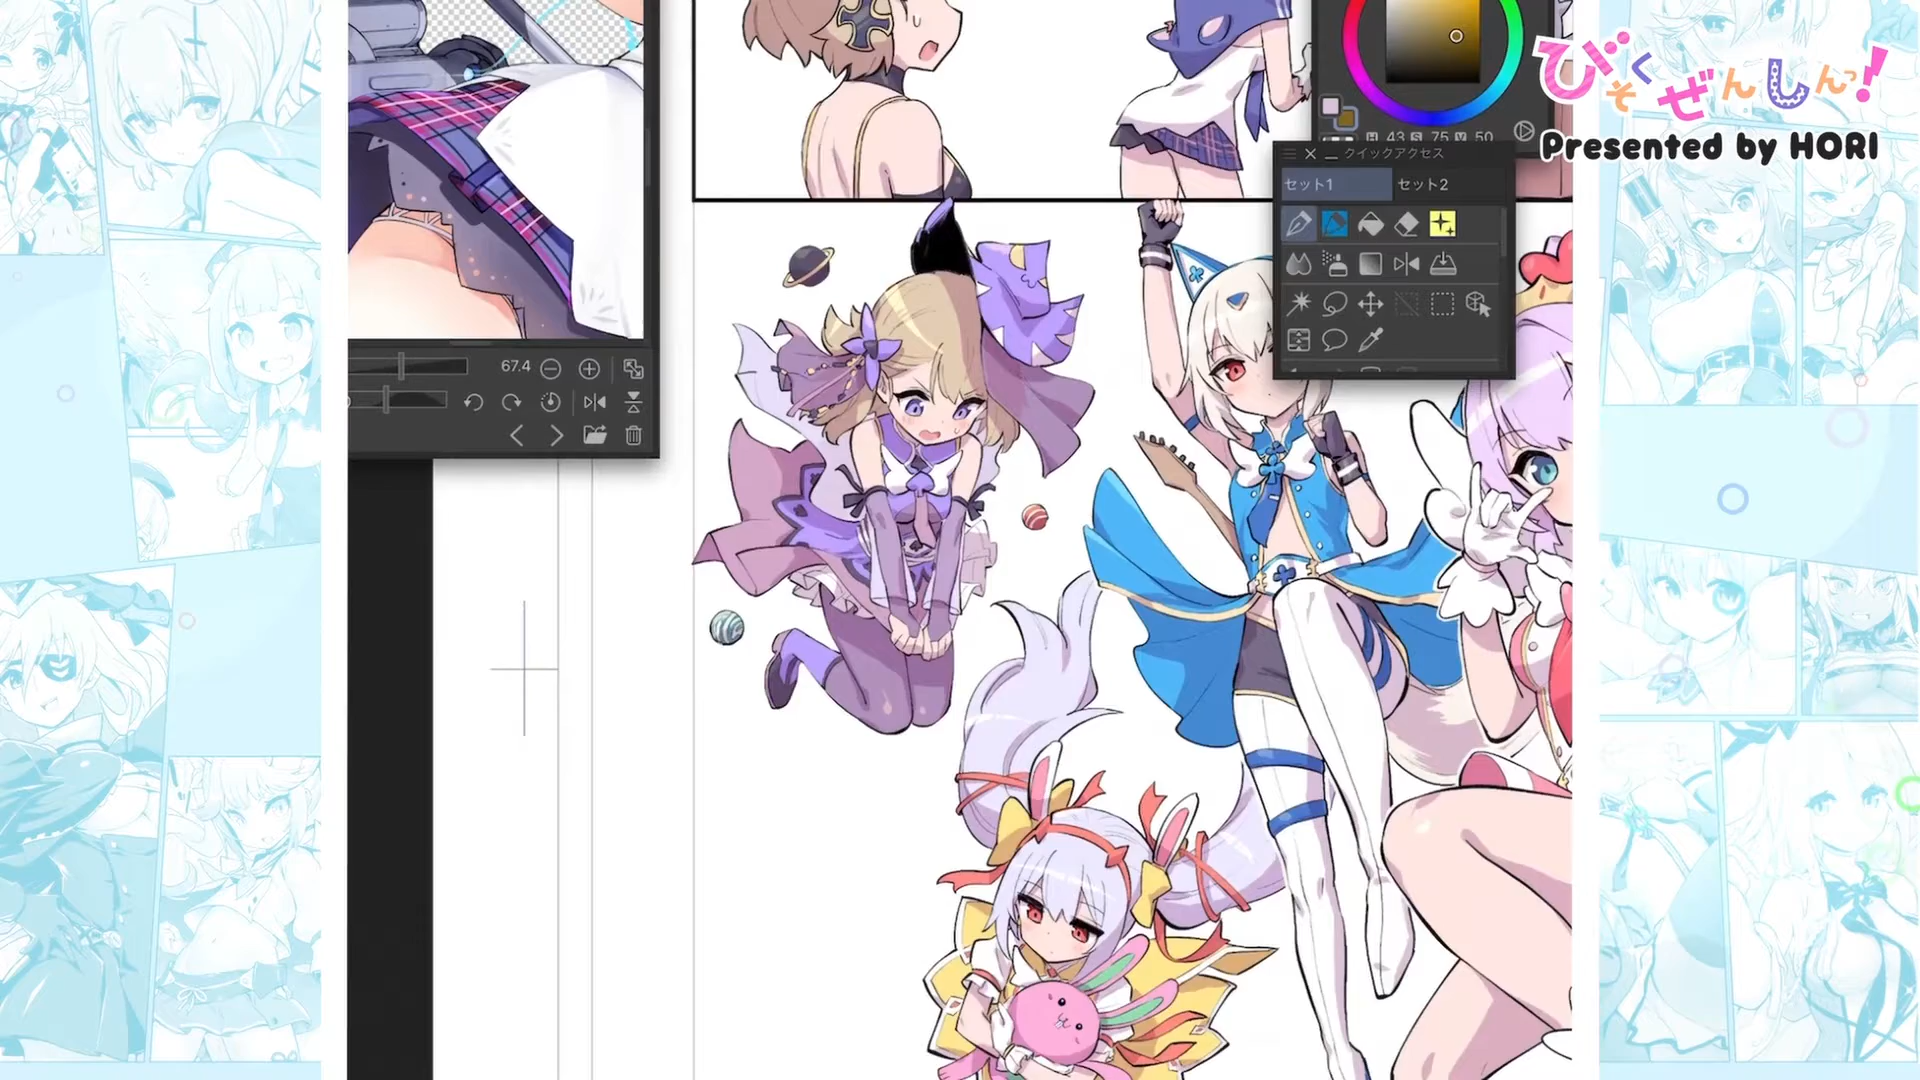 びそくぜんしんっ!
Presented by HORI
H 43 S 75 V 50
クイックアクセス
セット1
セット2
67.4